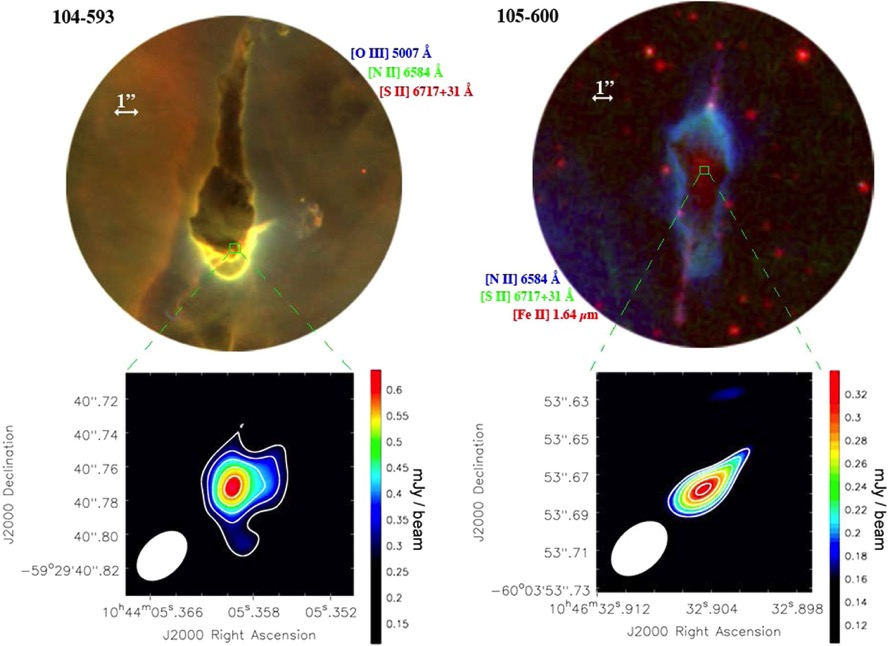 104-593
105-600
[O III] 5007 Å
[N II] 6584 Å
[S II] 6717+31 Å
1”
1”
[N II] 6584 Å
[S II] 6717+31 Å
[Fe II] 1.64 μm
J2000 Declination
40".72
40".74
40".76
40".78
40".80
−59°29'40".82
10ʰ44ᵐ05ˢ.366
05ˢ.358
05ˢ.352
J2000 Right Ascension
0.6
0.55
0.5
0.45
0.4
0.35
0.3
0.25
0.2
0.15
mJy / beam
J2000 Declination
53".63
53".65
53".67
53".69
53".71
−60°03'53".73
10ʰ46ᵐ32ˢ.912
32ˢ.904
32ˢ.898
J2000 Right Ascension
0.32
0.3
0.28
0.26
0.24
0.22
0.2
0.18
0.16
0.14
0.12
mJy / beam